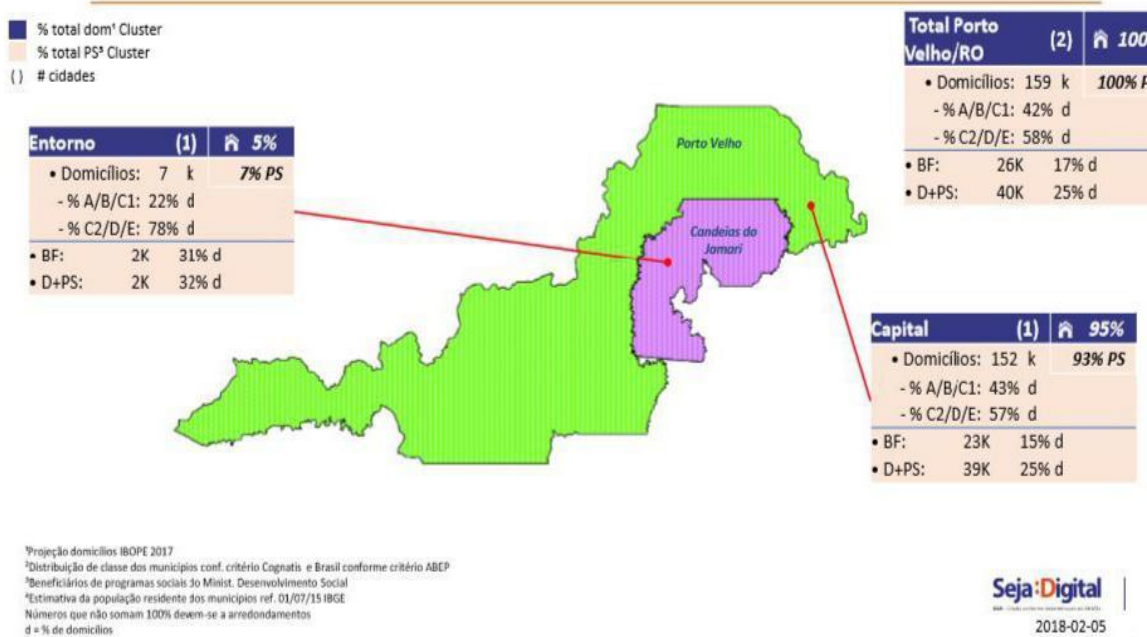 % total dom¹ Cluster
% total PS³ Cluster
( ) # cidades
Entorno (1) 5%
• Domicílios: 7 k 7% PS
- % A/B/C1: 22% d
- % C2/D/E: 78% d
• BF: 2K 31% d
• D+PS: 2K 32% d
Porto Velho
Candeias do
Jamari
Total Porto
Velho/RO (2) 100
• Domicílios: 159 k 100% P
- % A/B/C1: 42% d
- % C2/D/E: 58% d
• BF: 26K 17% d
• D+PS: 40K 25% d
Capital (1) 95%
• Domicílios: 152 k 93% PS
- % A/B/C1: 43% d
- % C2/D/E: 57% d
• BF: 23K 15% d
• D+PS: 39K 25% d
¹Projeção domicílios IBOPE 2017
²Distribuição de classe dos municípios conf. critério Cognatis e Brasil conforme critério ABEP
³Beneficiários de programas sociais do Minist. Desenvolvimento Social
⁴Estimativa da população residente dos municípios ref. 01/07/15 IBGE
Números que não somam 100% devem-se a arredondamentos
d = % de domicílios
Seja:Digital
2018-02-05